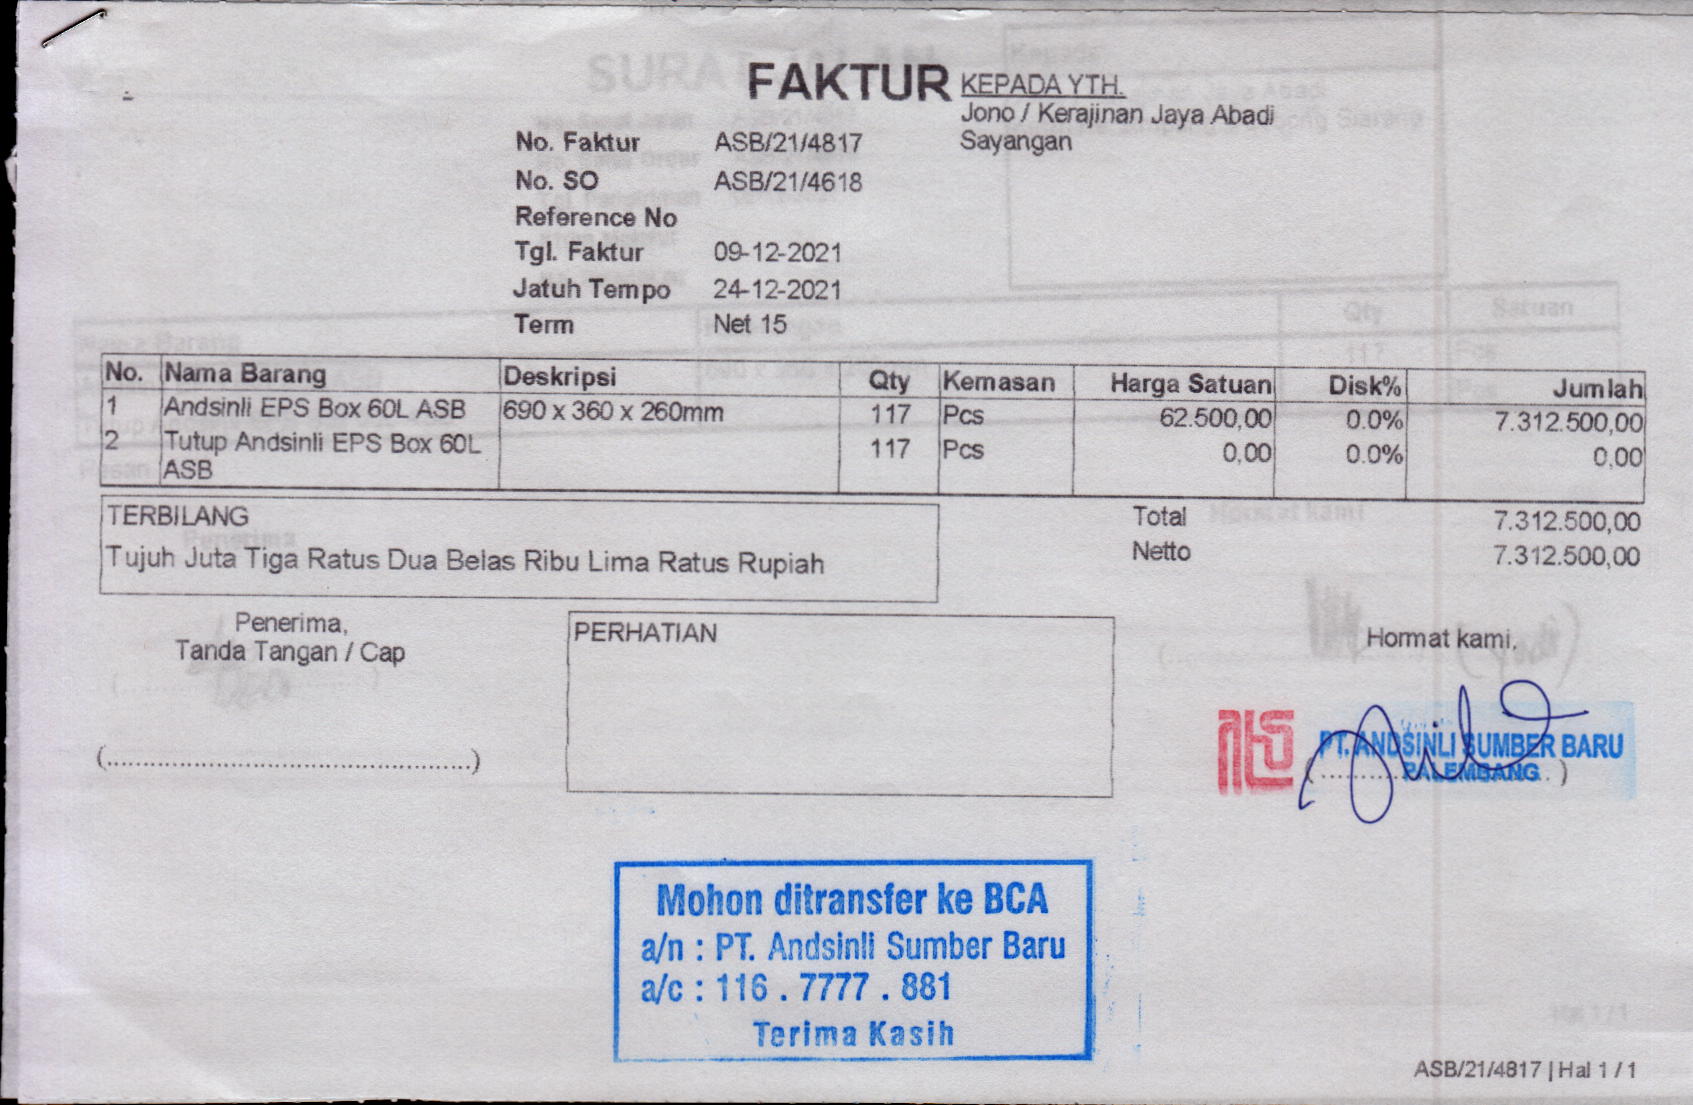 FAKTUR
KEPADA YTH.
Jono / Kerajinan Jaya Abadi
Sayangan
No. Faktur ASB/21/4817
No. SO ASB/21/4618
Reference No
Tgl. Faktur 09-12-2021
Jatuh Tempo 24-12-2021
Term Net 15
No. Nama Barang Deskripsi Qty Kemasan Harga Satuan Disk% Jumlah
1 Andsinli EPS Box 60L ASB 690 x 360 x 260mm 117 Pcs 62.500,00 0.0% 7.312.500,00
2 Tutup Andsinli EPS Box 60L 117 Pcs 0,00 0.0% 0,00
ASB
TERBILANG
Tujuh Juta Tiga Ratus Dua Belas Ribu Lima Ratus Rupiah
Total 7.312.500,00
Netto 7.312.500,00
Penerima,
Tanda Tangan / Cap
(................................................)
PERHATIAN
Hormat kami,
PT. ANDSINLI SUMBER BARU
PALEMBANG
Mohon ditransfer ke BCA
a/n : PT. Andsinli Sumber Baru
a/c : 116 . 7777 . 881
Terima Kasih
ASB/21/4817 | Hal 1 / 1